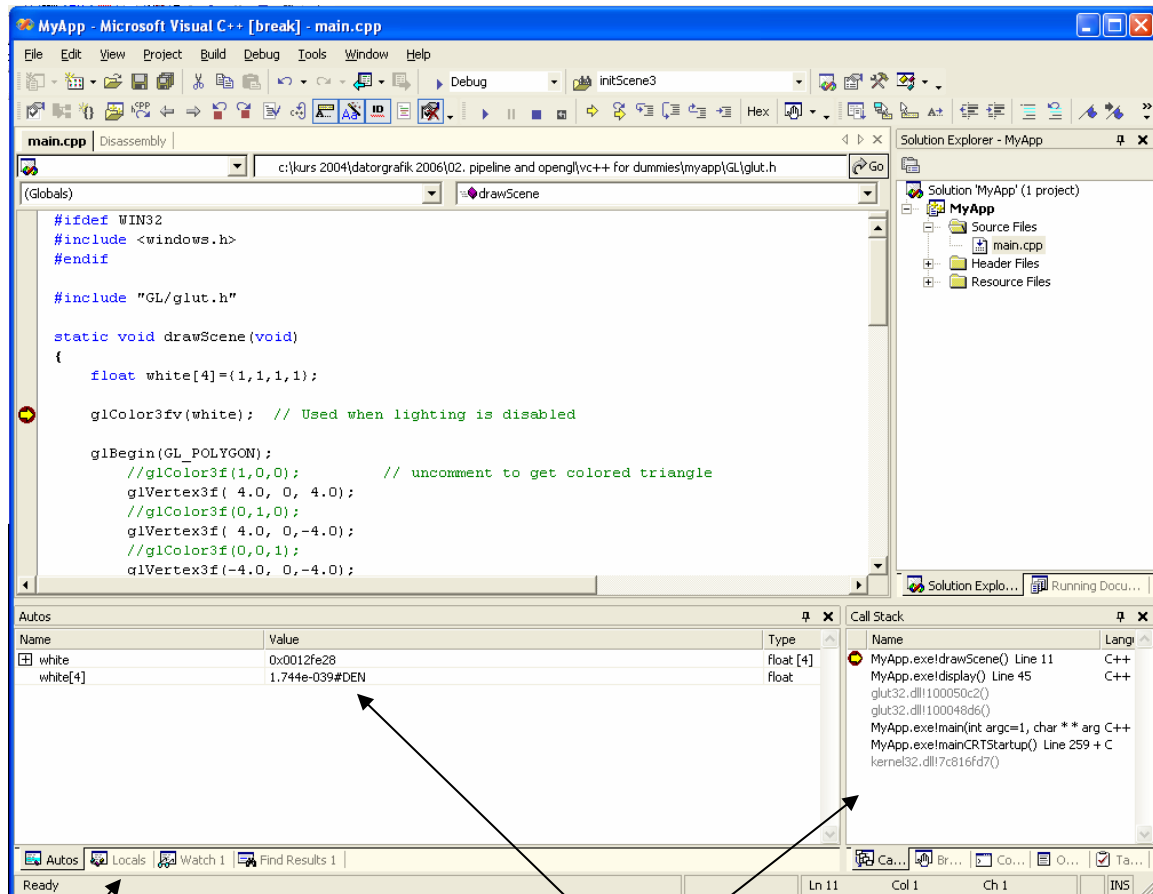 MyApp - Microsoft Visual C++ [break] - main.cpp
File Edit View Project Build Debug Tools Window Help
Debug initScene3
Hex
main.cpp Disassembly
c:\kurs 2004\datorgrafik 2006\02. pipeline and opengl\vc++ for dummies\myapp\GL\glut.h Go
(Globals) drawScene
#ifdef WIN32
#include <windows.h>
#endif
#include "GL/glut.h"
static void drawScene(void)
{
float white[4]={1,1,1,1};
glColor3fv(white); // Used when lighting is disabled
glBegin(GL_POLYGON);
//glColor3f(1,0,0); // uncomment to get colored triangle
glVertex3f( 4.0, 0, 4.0);
//glColor3f(0,1,0);
glVertex3f( 4.0, 0,-4.0);
//glColor3f(0,0,1);
glVertex3f(-4.0, 0,-4.0);
Solution Explorer - MyApp
Solution 'MyApp' (1 project)
MyApp
Source Files
main.cpp
Header Files
Resource Files
Solution Explo... Running Docu...
Autos
Name Value Type
white 0x0012fe28 float [4]
white[4] 1.744e-039#DEN float
Autos Locals Watch 1 Find Results 1
Call Stack
Name Langu
MyApp.exe!drawScene() Line 11 C++
MyApp.exe!display() Line 45 C++
glut32.dll!100050c2()
glut32.dll!100048d6()
MyApp.exe!main(int argc=1, char * * arg C++
MyApp.exe!mainCRTStartup() Line 259 + C
kernel32.dll!7c816fd7()
Ca... Br... Co... O... Ta...
Ready Ln 11 Col 1 Ch 1 INS